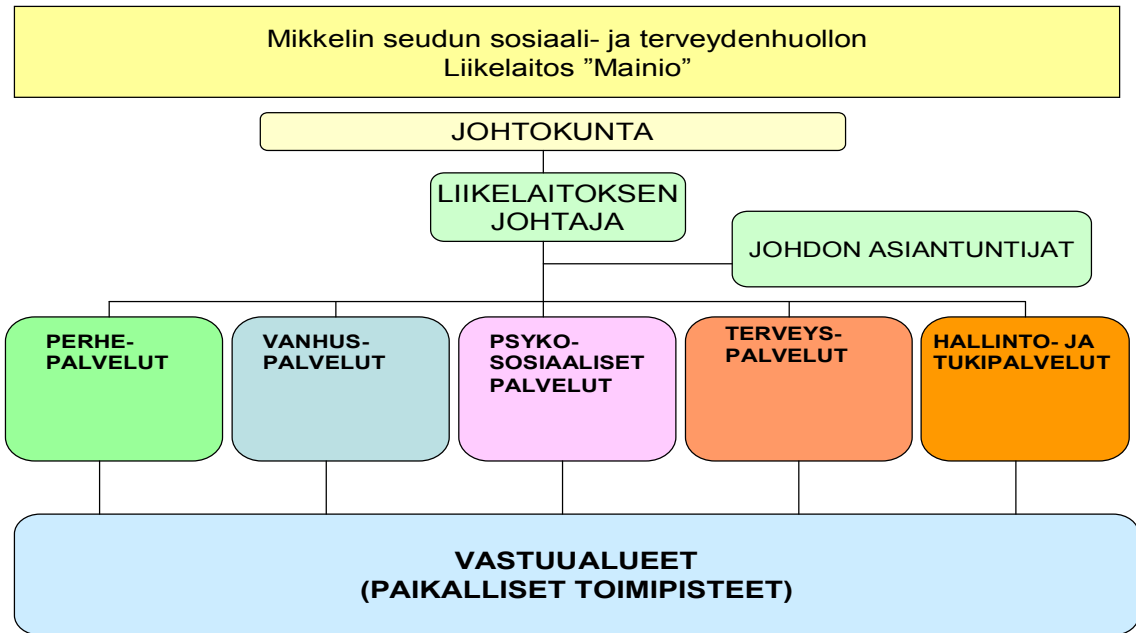 Mikkelin seudun sosiaali- ja terveydenhuollon
Liikelaitos ”Mainio”
JOHTOKUNTA
LIIKELAITOKSEN
JOHTAJA
JOHDON ASIANTUNTIJAT
PERHE-
PALVELUT
VANHUS-
PALVELUT
PSYKO-
SOSIAALISET
PALVELUT
TERVEYS-
PALVELUT
HALLINTO- JA
TUKIPALVELUT
VASTUUALUEET
(PAIKALLISET TOIMIPISTEET)